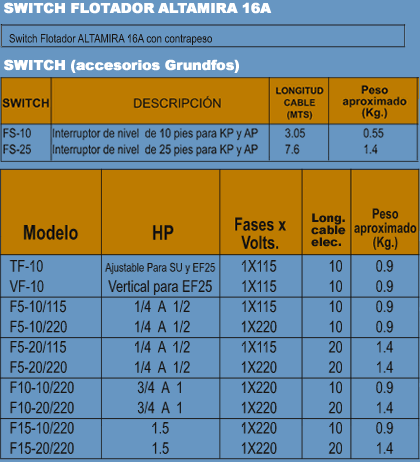 SWITCH FLOTADOR ALTAMIRA 16A
Switch Flotador ALTAMIRA 16A con contrapeso
SWITCH (accesorios Grundfos)
SWITCH DESCRIPCIÓN LONGITUD CABLE (MTS) Peso aproximado (Kg.)
FS-10 Interruptor de nivel de 10 pies para KP y AP 3.05 0.55
FS-25 Interruptor de nivel de 25 pies para KP y AP 7.6 1.4
Modelo HP Fases x Volts. Long. cable elec. Peso aproximado (Kg.)
TF-10 Ajustable Para SU y EF25 1X115 10 0.9
VF-10 Vertical para EF25 1X115 10 0.9
F5-10/115 1/4 A 1/2 1X115 10 0.9
F5-10/220 1/4 A 1/2 1X220 10 0.9
F5-20/115 1/4 A 1/2 1X115 20 1.4
F5-20/220 1/4 A 1/2 1X220 20 1.4
F10-10/220 3/4 A 1 1X220 10 0.9
F10-20/220 3/4 A 1 1X220 20 1.4
F15-10/220 1.5 1X220 10 0.9
F15-20/220 1.5 1X220 20 1.4